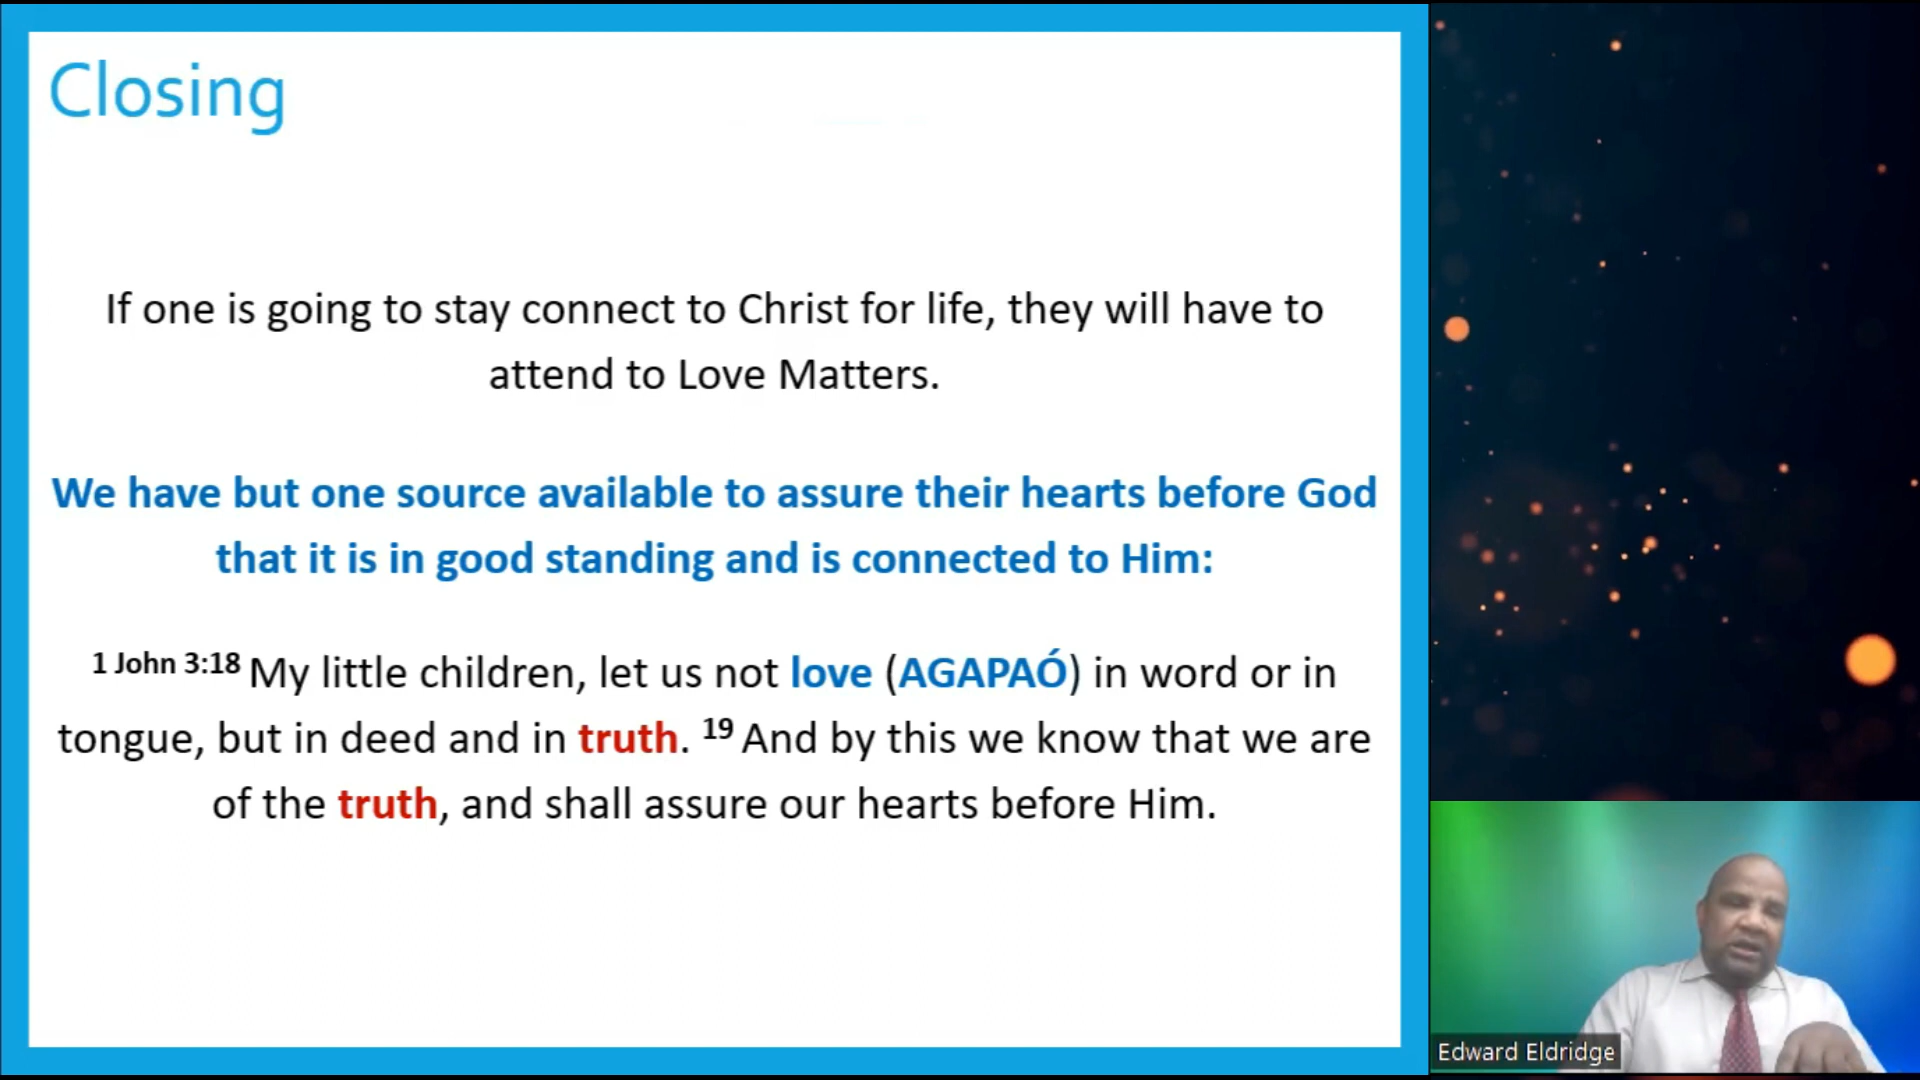 Closing
If one is going to stay connect to Christ for life, they will have to
attend to Love Matters.
We have but one source available to assure their hearts before God
that it is in good standing and is connected to Him:
1 John 3:18 My little children, let us not love (AGAPAÓ) in word or in
tongue, but in deed and in truth. 19 And by this we know that we are
of the truth, and shall assure our hearts before Him.
Edward Eldridge